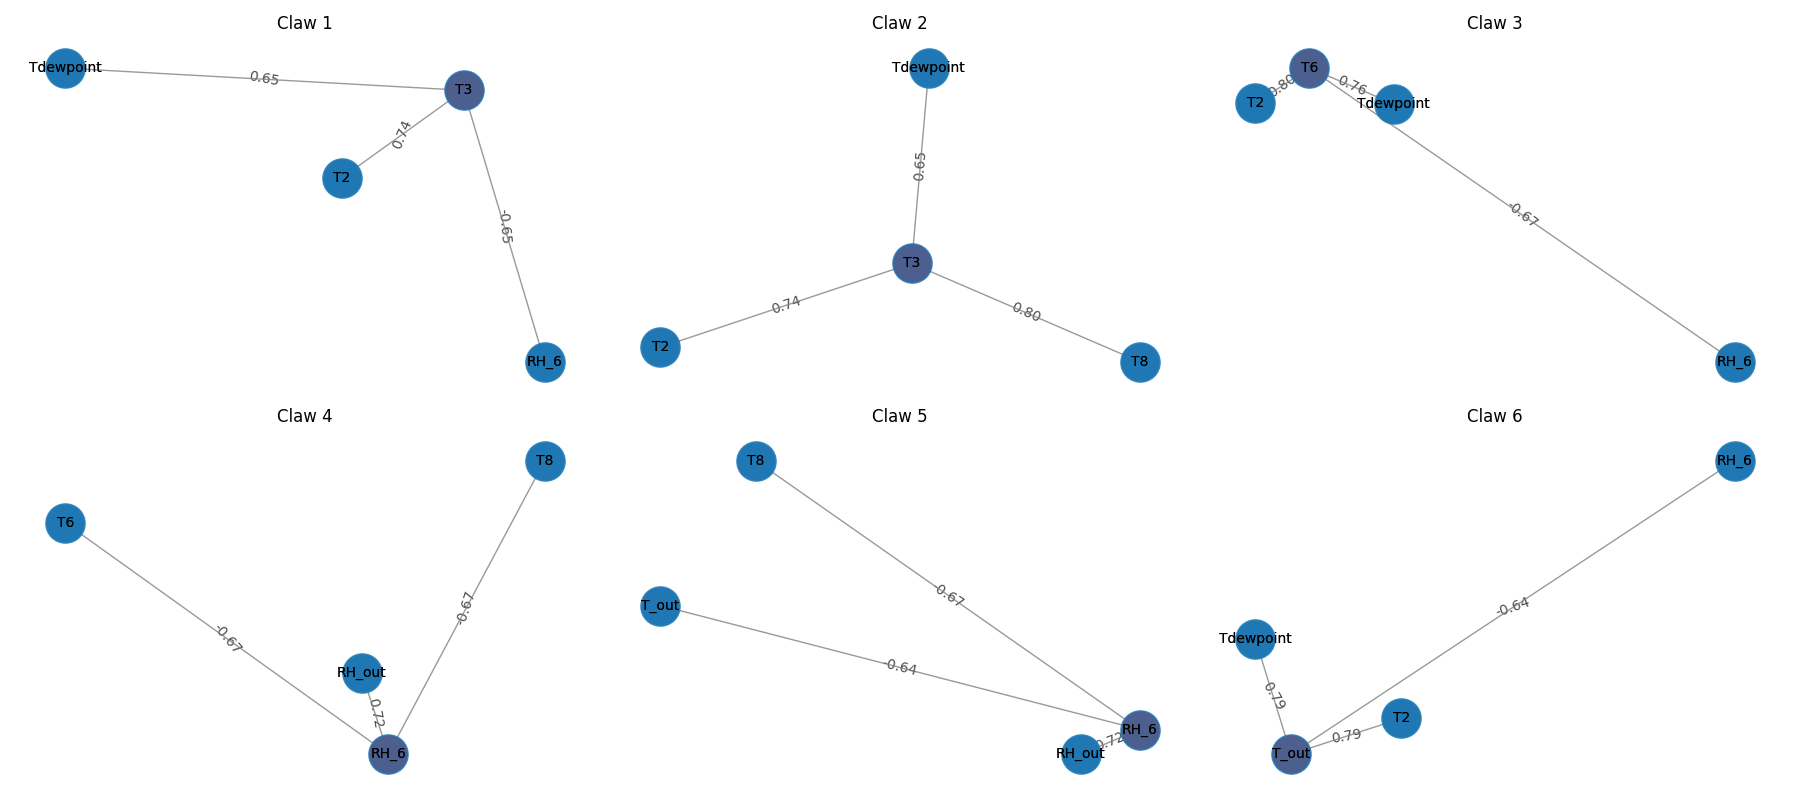 Claw 1
Tdewpoint
0.65
T3
0.74
T2
-0.65
RH_6
Claw 2
Tdewpoint
0.65
T3
0.74
0.80
T2
T8
Claw 3
T6
0.80
0.76
T2
Tdewpoint
-0.67
RH_6
Claw 4
T8
T6
-0.67
-0.67
RH_out
0.72
RH_6
Claw 5
T8
-0.67
T_out
-0.64
RH_6
0.72
RH_out
Claw 6
RH_6
-0.64
Tdewpoint
0.79
T2
0.79
T_out